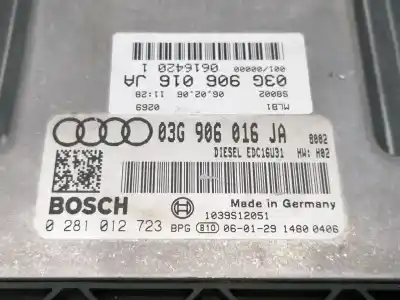 001/00000/100
0616420 1
03G 906 016 JA
S8002
06.02.06 11:28
MLB1
0269
03G 906 016 JA
8002
DIESEL EDC16U31 HW: H02
Made in Germany
BOSCH
1039S12051
0 281 012 723 BPG 810 06-01-29 1480 0406